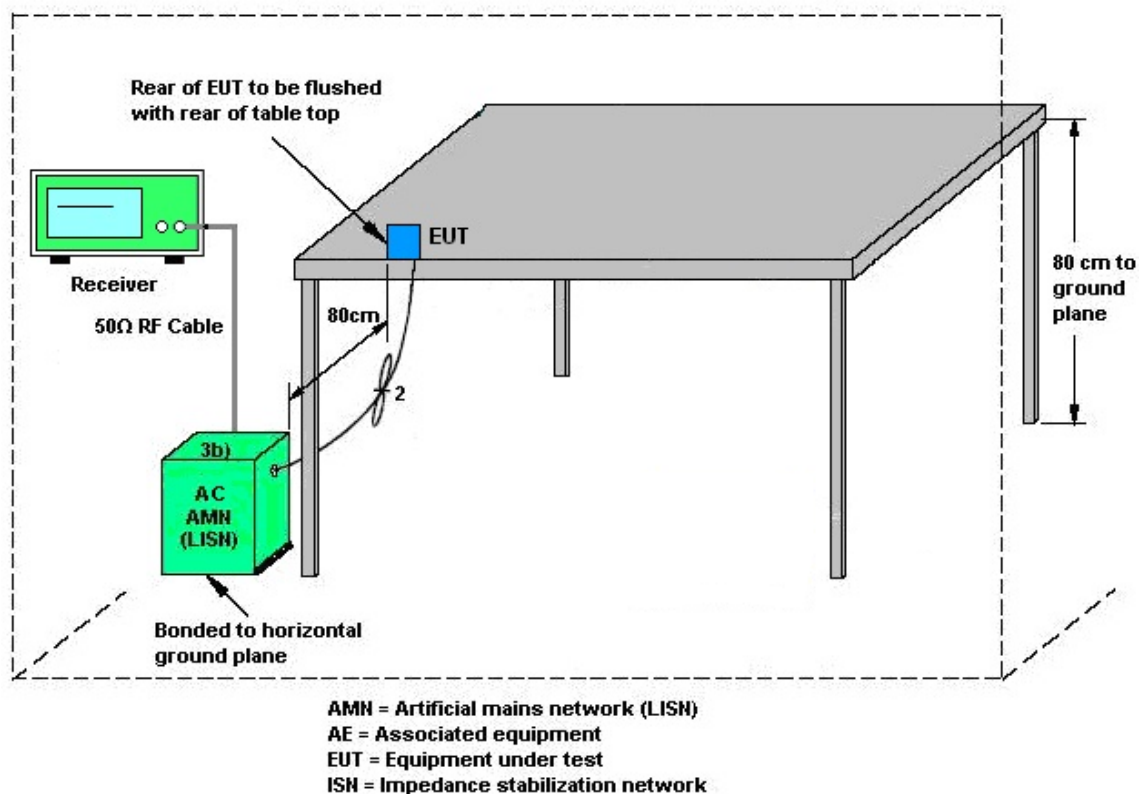 Rear of EUT to be flushed
with rear of table top
EUT
Receiver
80 cm to
ground
plane
80cm
50Ω RF Cable
2
3b)
AC
AMN
(LISN)
Bonded to horizontal
ground plane
AMN = Artificial mains network (LISN)
AE = Associated equipment
EUT = Equipment under test
ISN = Impedance stabilization network